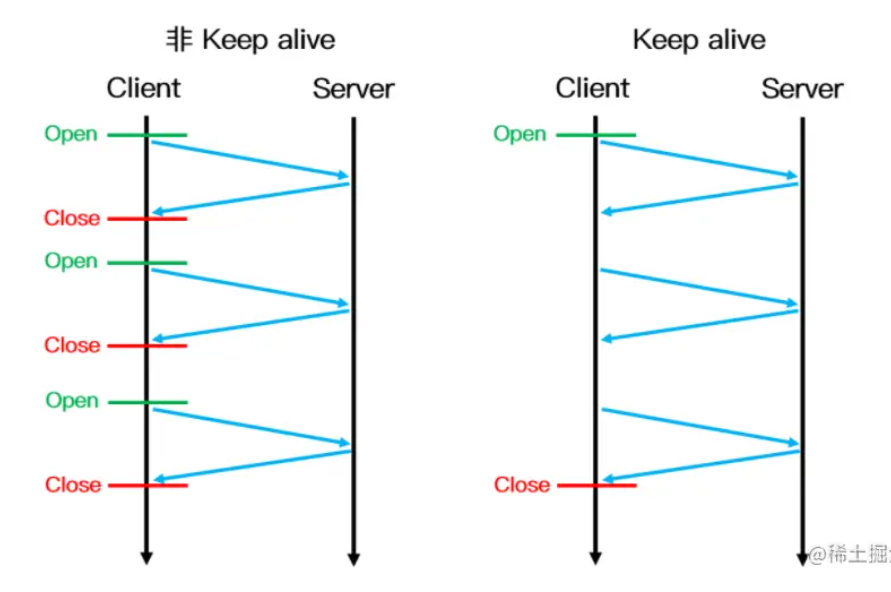 非 Keep alive
Client Server
Open
Close
Open
Close
Open
Close
Keep alive
Client Server
Open
Close
@稀土掘